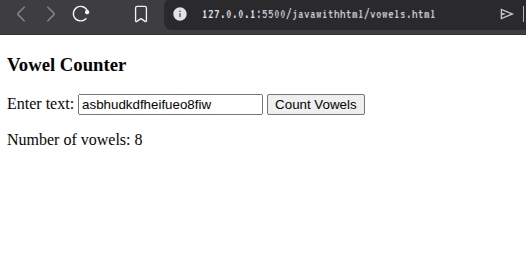 127.0.0.1:5500/javawithhtml/vowels.html
Vowel Counter
Enter text: asbhudkdfheifueo8fiw Count Vowels
Number of vowels: 8